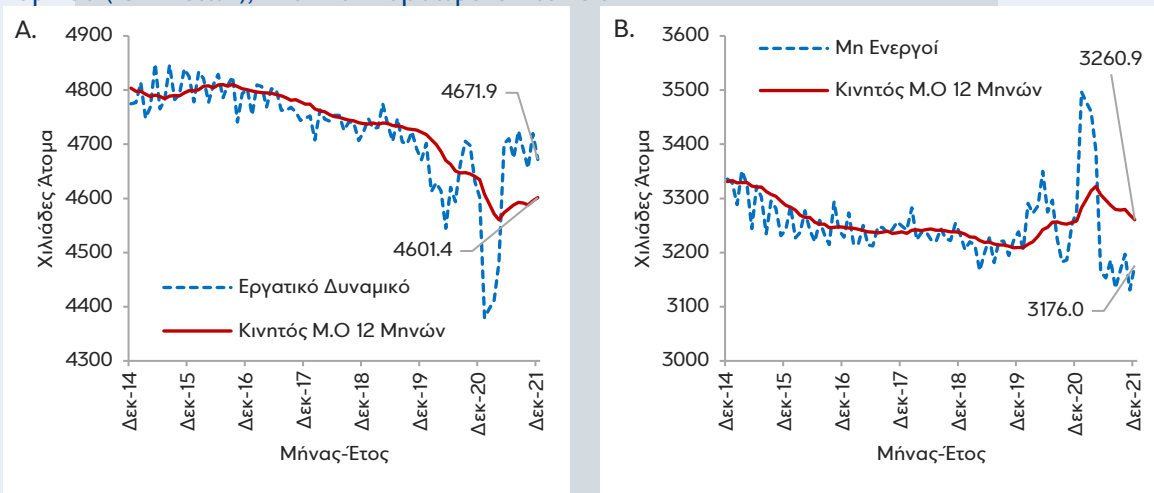 A.
4900
4800
4700
4600
4500
4400
4300
Χιλιάδες Άτομα
4671.9
4601.4
Εργατικό Δυναμικό
Κινητός Μ.Ο 12 Μηνών
Δεκ-14
Δεκ-15
Δεκ-16
Δεκ-17
Δεκ-18
Δεκ-19
Δεκ-20
Δεκ-21
Μήνας-Έτος
B.
3600
3500
3400
3300
3200
3100
3000
Χιλιάδες Άτομα
Μη Ενεργοί
Κινητός Μ.Ο 12 Μηνών
3260.9
3176.0
Δεκ-14
Δεκ-15
Δεκ-16
Δεκ-17
Δεκ-18
Δεκ-19
Δεκ-20
Δεκ-21
Μήνας-Έτος